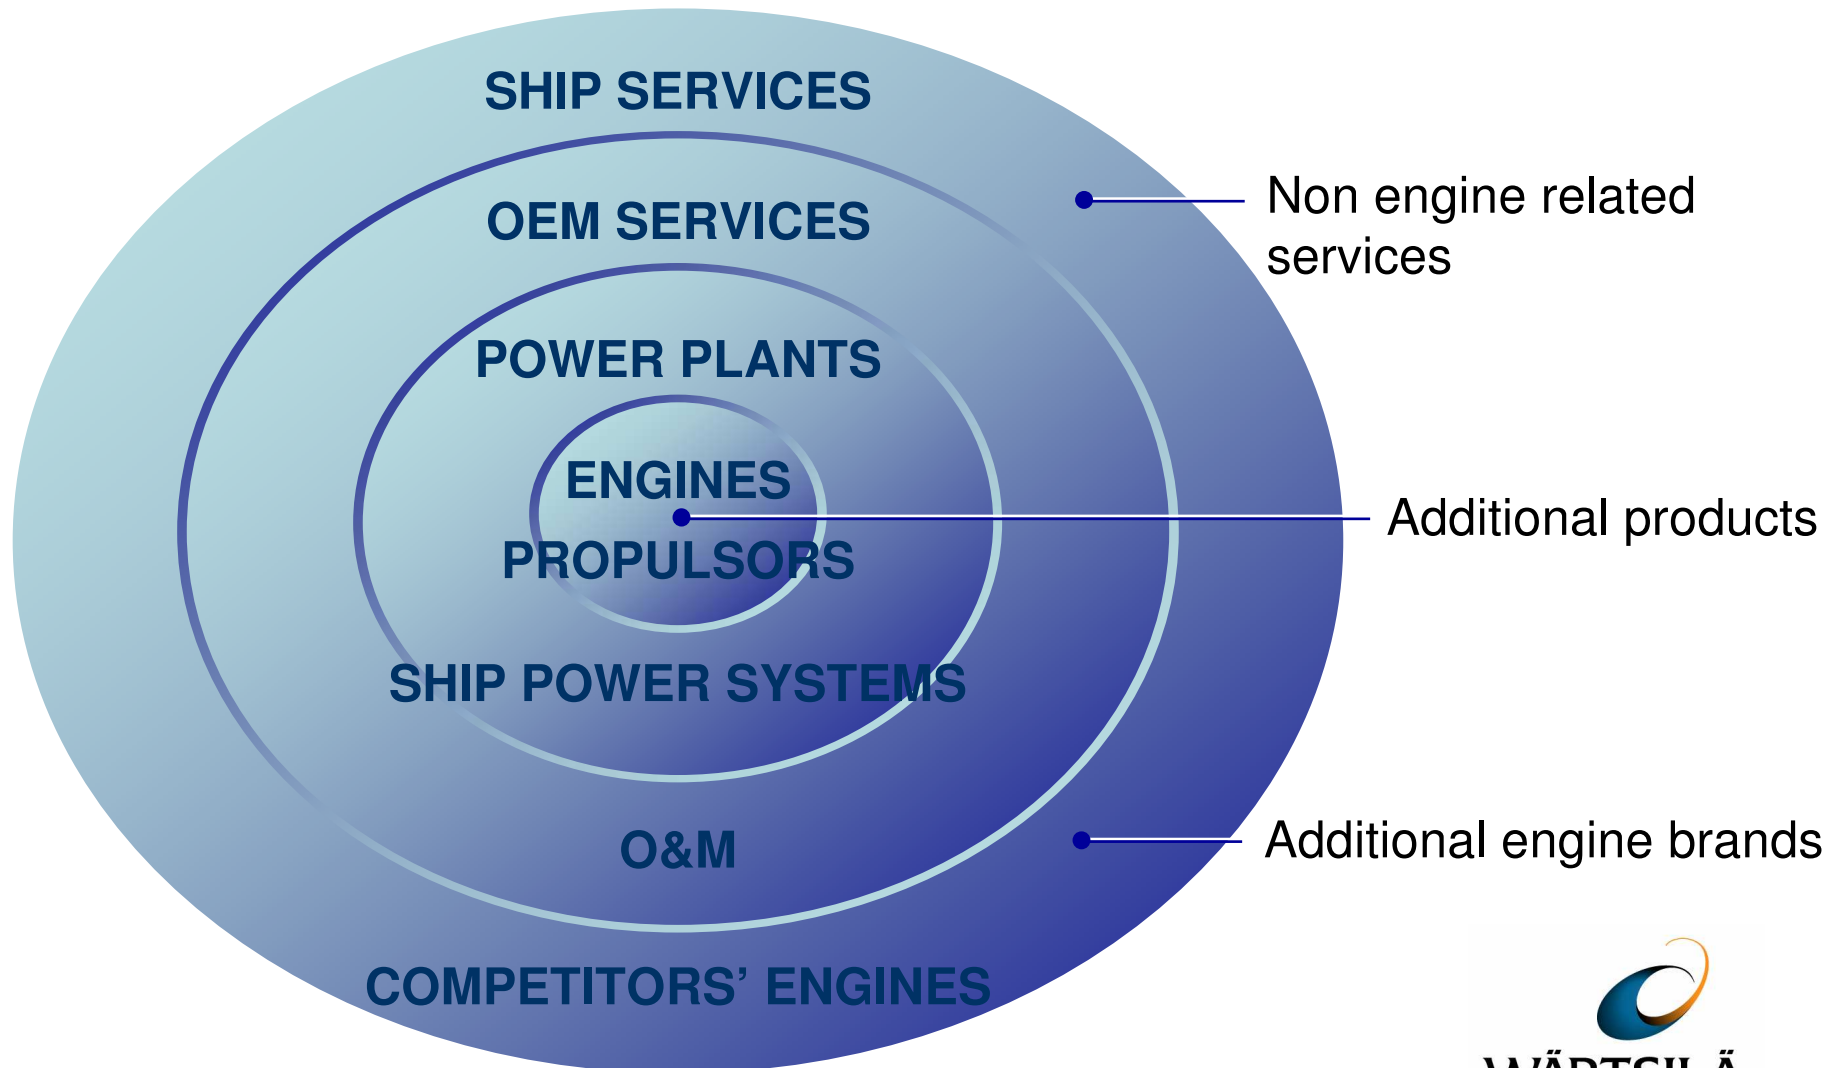 SHIP SERVICES
OEM SERVICES
POWER PLANTS
ENGINES
PROPULSORS
SHIP POWER SYSTEMS
O&M
COMPETITORS’ ENGINES
Non engine related
services
Additional products
Additional engine brands
WÄRTSILÄ